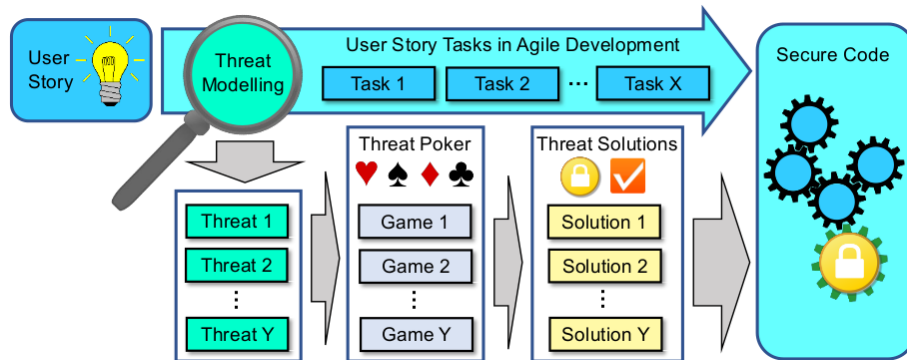 User
Story
Threat
Modelling
User Story Tasks in Agile Development
Task 1
Task 2
...
Task X
Secure Code
Threat 1
Threat 2
⋮
Threat Y
Threat Poker
Game 1
Game 2
⋮
Game Y
Threat Solutions
Solution 1
Solution 2
⋮
Solution Y